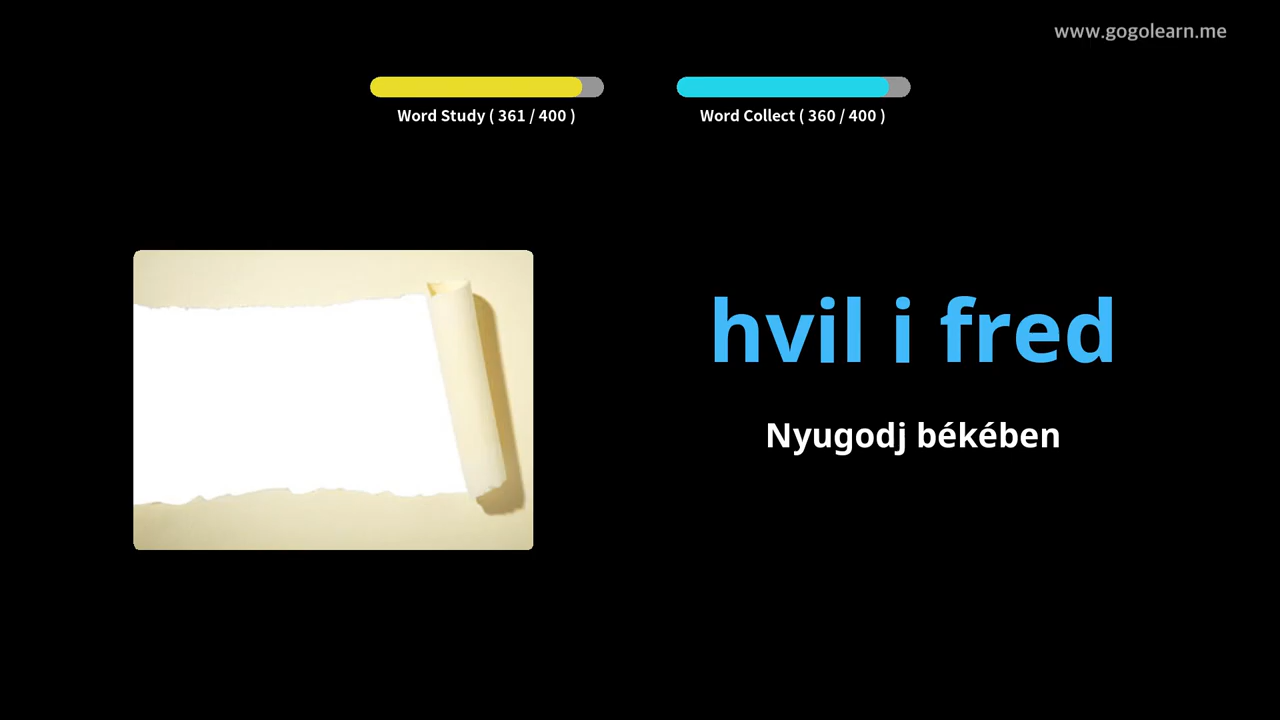 www.gogolearn.me
Word Study ( 361 / 400 )
Word Collect ( 360 / 400 )
hvil i fred
Nyugodj békében